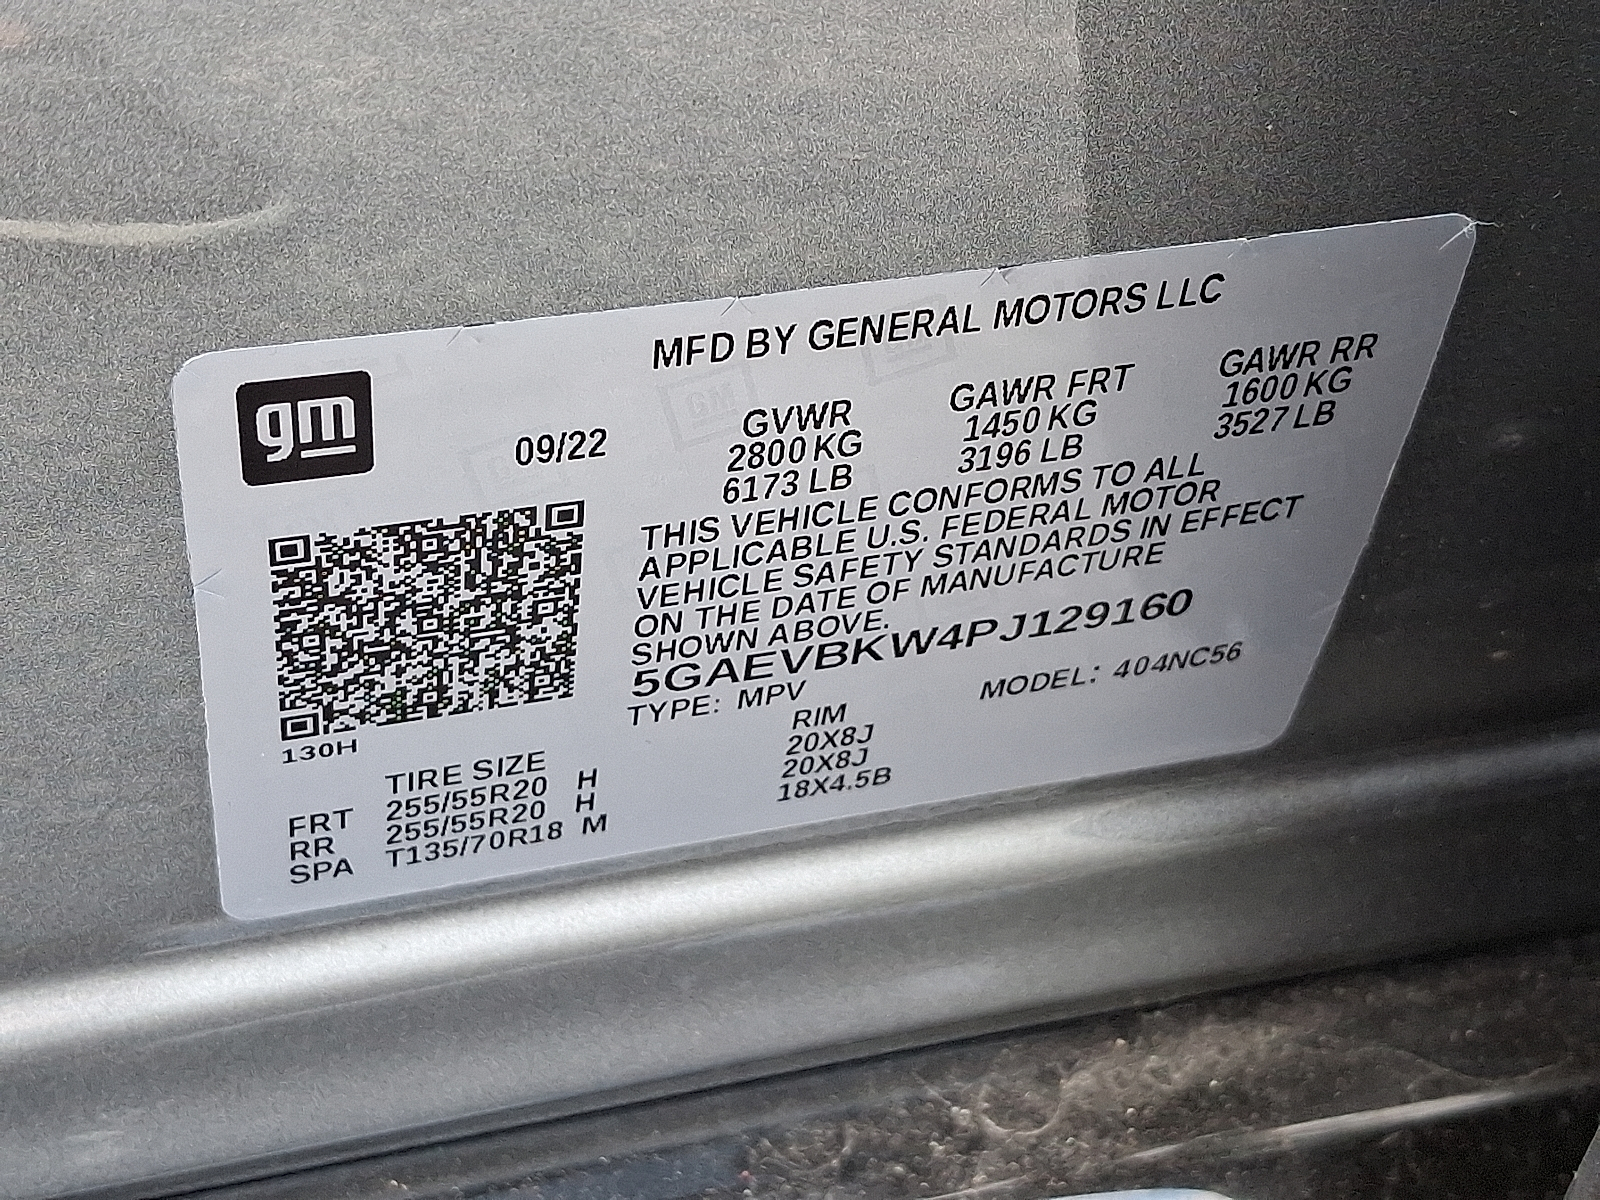 MFD BY GENERAL MOTORS LLC
gm
09/22
GVWR GAWR FRT GAWR RR
2800 KG 1450 KG 1600 KG
6173 LB 3196 LB 3527 LB
THIS VEHICLE CONFORMS TO ALL
APPLICABLE U.S. FEDERAL MOTOR
VEHICLE SAFETY STANDARDS IN EFFECT
ON THE DATE OF MANUFACTURE
SHOWN ABOVE.
5GAEVBKW4PJ129160
TYPE: MPV MODEL: 404NC56
130H
TIRE SIZE RIM
FRT 255/55R20 H 20X8J
RR 255/55R20 H 20X8J
SPA T135/70R18 M 18X4.5B